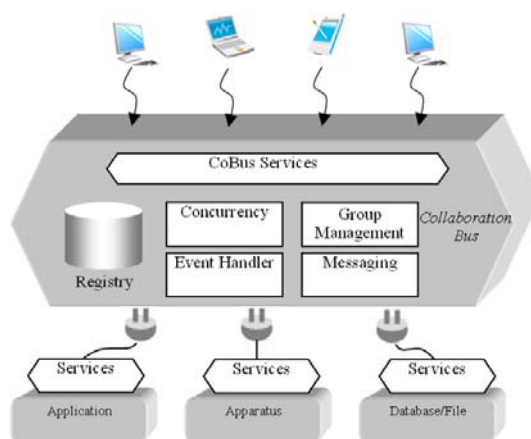 CoBus Services
Concurrency
Group
Management
Collaboration
Bus
Registry
Event Handler
Messaging
Services
Services
Services
Application
Apparatus
Database/File